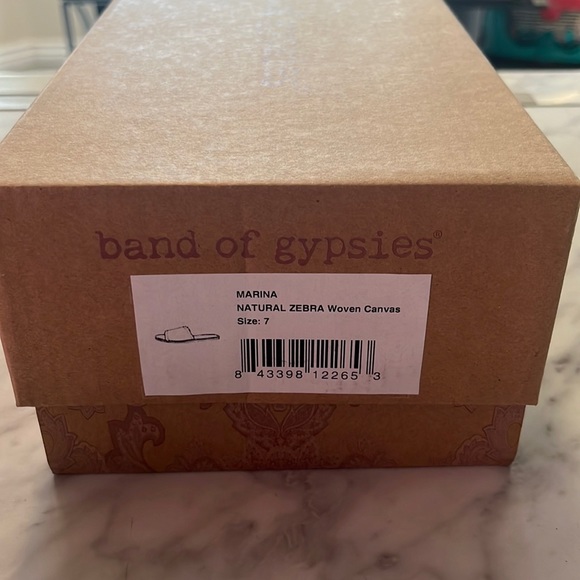 band of gypsies®
MARINA
NATURAL ZEBRA Woven Canvas
Size: 7
8 43398 12265 3